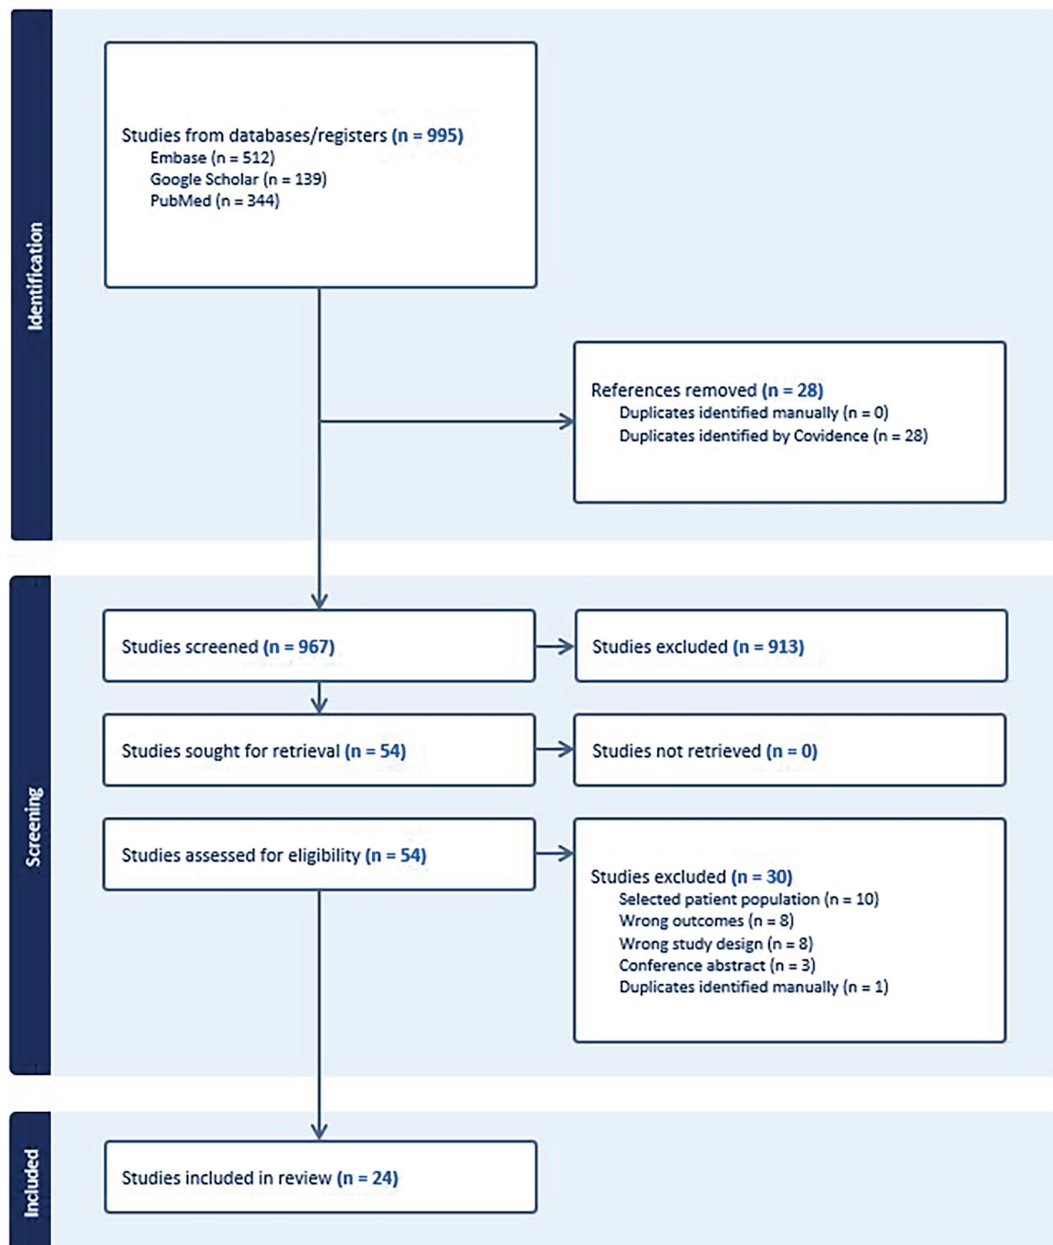 Identification
Studies from databases/registers (n = 995)
Embase (n = 512)
Google Scholar (n = 139)
PubMed (n = 344)
References removed (n = 28)
Duplicates identified manually (n = 0)
Duplicates identified by Covidence (n = 28)
Screening
Studies screened (n = 967)
Studies excluded (n = 913)
Studies sought for retrieval (n = 54)
Studies not retrieved (n = 0)
Studies assessed for eligibility (n = 54)
Studies excluded (n = 30)
Selected patient population (n = 10)
Wrong outcomes (n = 8)
Wrong study design (n = 8)
Conference abstract (n = 3)
Duplicates identified manually (n = 1)
Included
Studies included in review (n = 24)